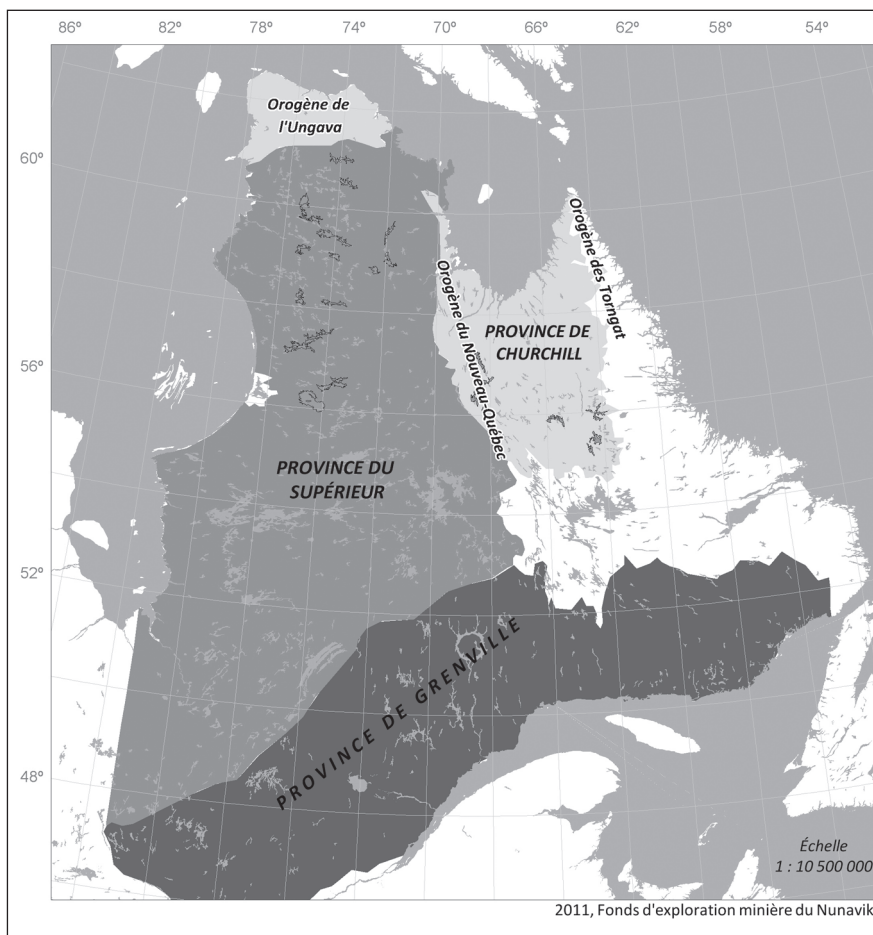 86°
82°
78°
74°
70°
65°
62°
58°
54°
Orogène de
l'Ungava
60°
Orogène des Torngat
Orogène du Nouveau-Québec
PROVINCE DE
CHURCHILL
56°
PROVINCE DU
SUPÉRIEUR
52°
PROVINCE DE GRENVILLE
48°
Échelle
1 : 10 500 000
2011, Fonds d'exploration minière du Nunavik